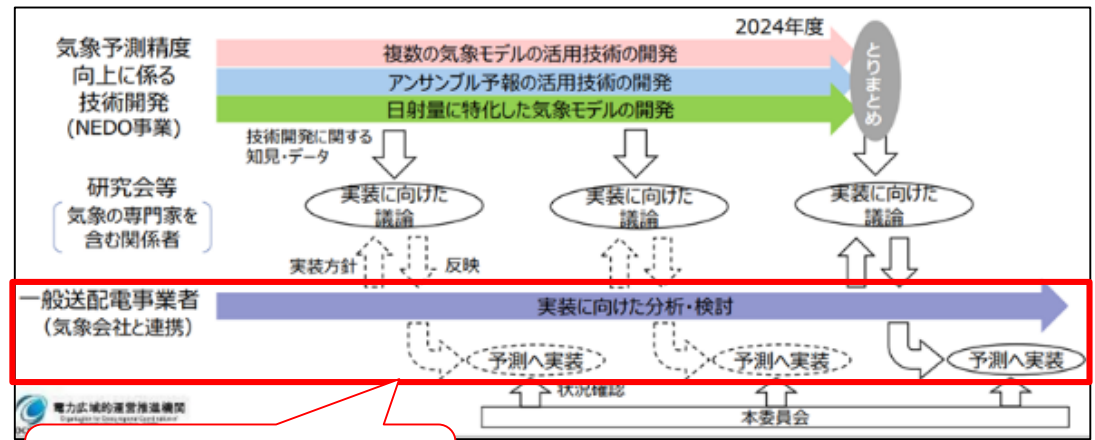 2024年度
気象予測精度
向上に係る
技術開発
(NEDO事業)
複数の気象モデルの活用技術の開発
アンサンブル予報の活用技術の開発
日射量に特化した気象モデルの開発
とりまとめ
技術開発に関する
知見・データ
研究会等
気象の専門家を
含む関係者
実装に向けた
議論
実装に向けた
議論
実装に向けた
議論
実装方針
反映
一般送配電事業者
(気象会社と連携)
実装に向けた分析・検討
予測へ実装
予測へ実装
予測へ実装
状況確認
電力広域的運営推進機関
本委員会